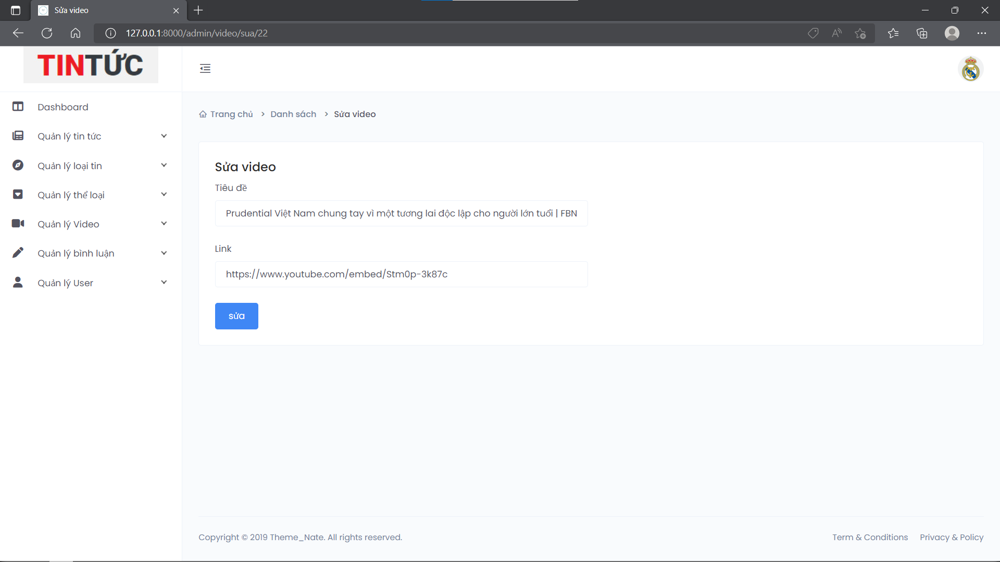 Sửa video
127.0.0.1:8000/admin/video/sua/22
TINTỨC
Dashboard
Quản lý tin tức
Quản lý loại tin
Quản lý thể loại
Quản lý Video
Quản lý bình luận
Quản lý User
Trang chủ > Danh sách > Sửa video
Sửa video
Tiêu đề
Prudential Việt Nam chung tay vì một tương lai độc lập cho người lớn tuổi | FBN
Link
https://www.youtube.com/embed/Stm0p-3k87c
sửa
Copyright © 2019 Theme_Nate. All rights reserved.
Term & Conditions Privacy & Policy